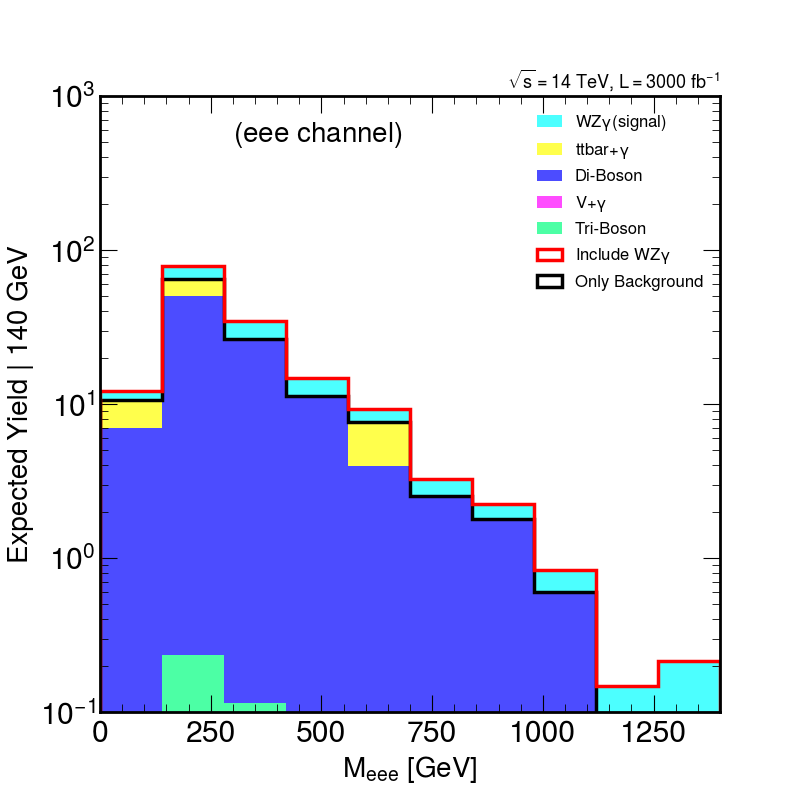 √s = 14 TeV, L = 3000 fb⁻¹
10³
(eee channel)
WZγ(signal)
ttbar+γ
Di-Boson
V+γ
Tri-Boson
Include WZγ
Only Background
10²
10¹
10⁰
10⁻¹
Expected Yield | 140 GeV
0 250 500 750 1000 1250
Meee [GeV]